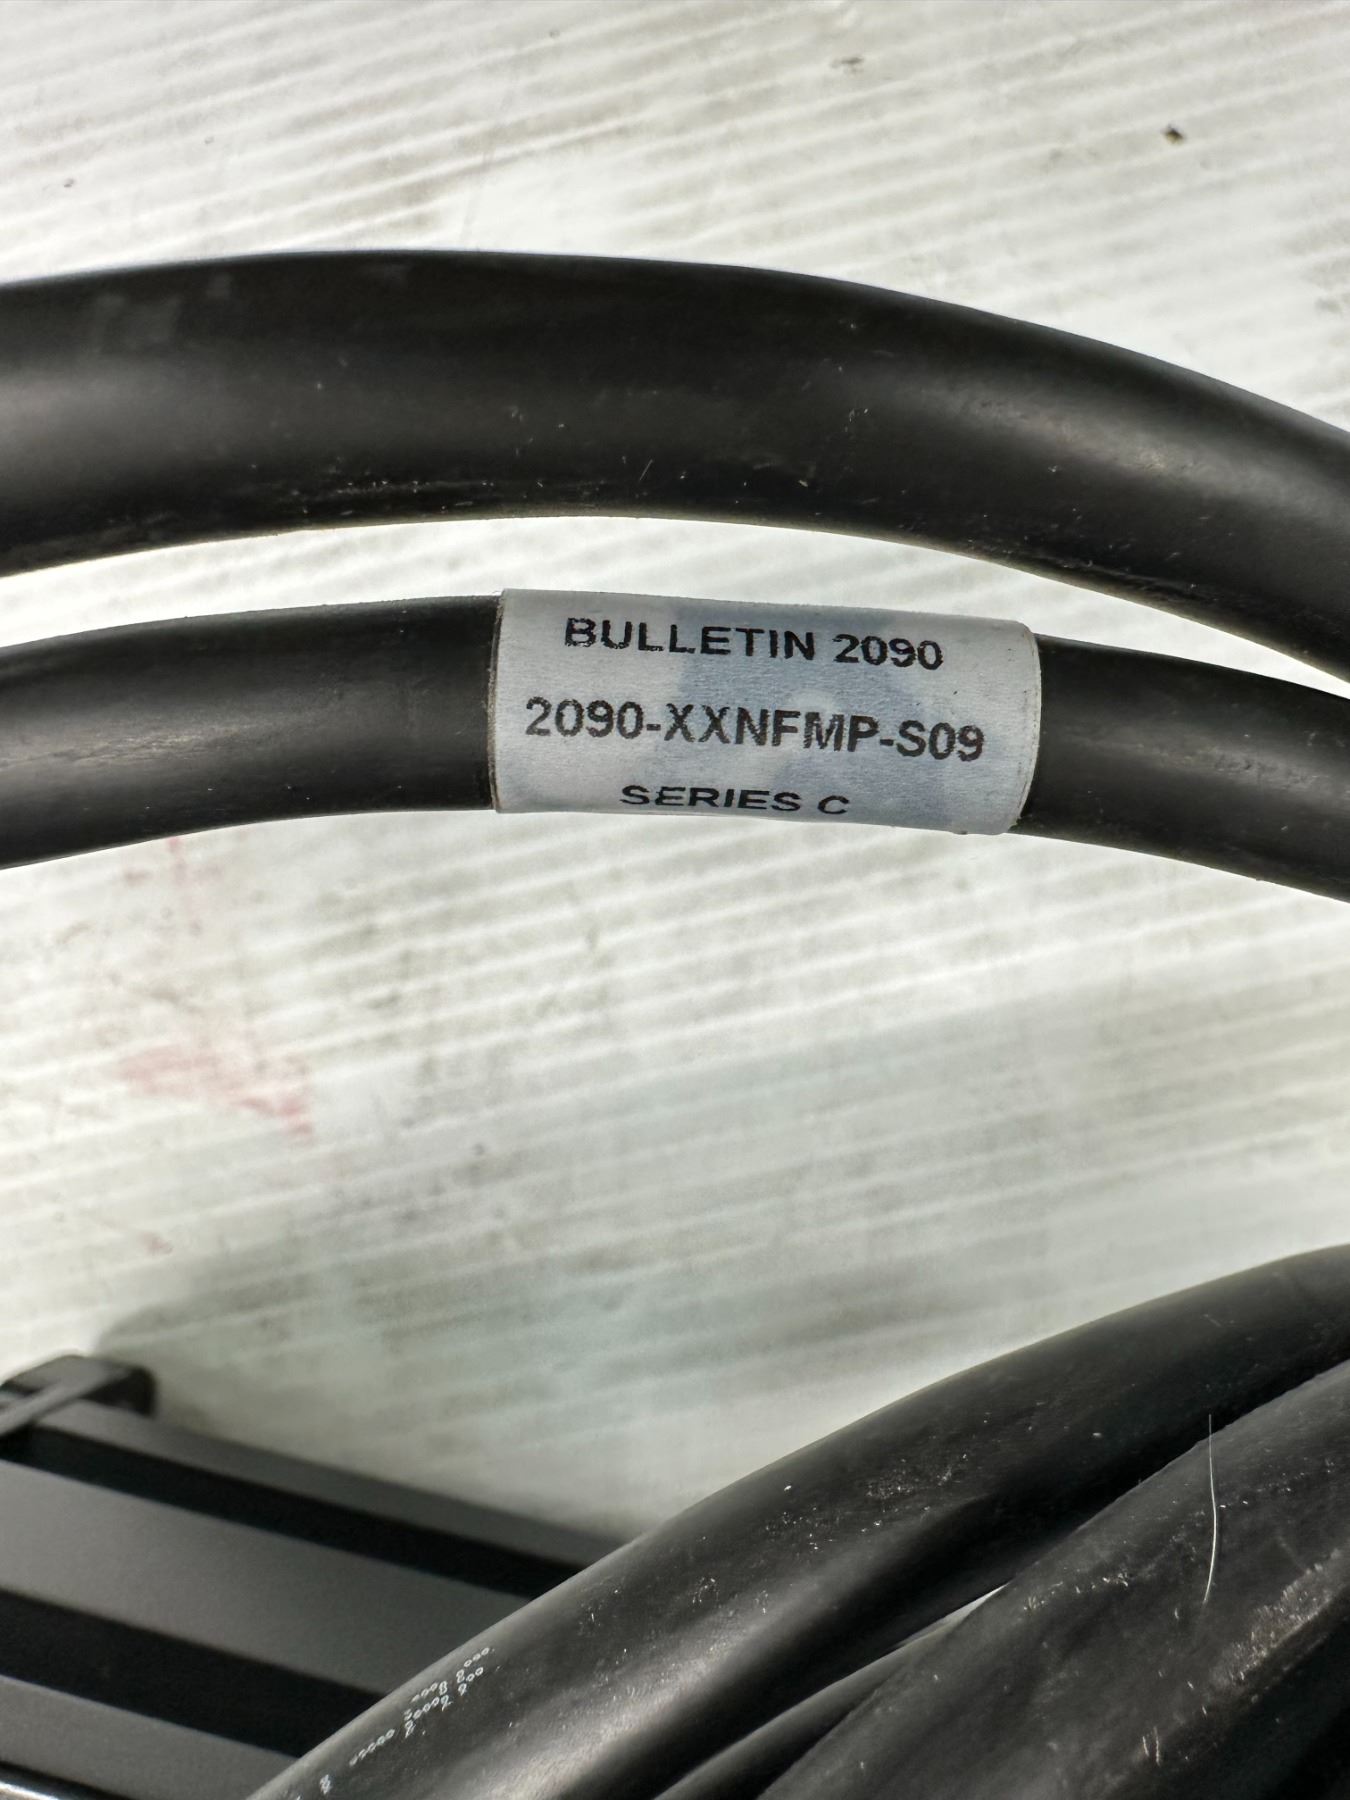 BULLETIN 2090
2090-XXNFMP-S09
SERIES C